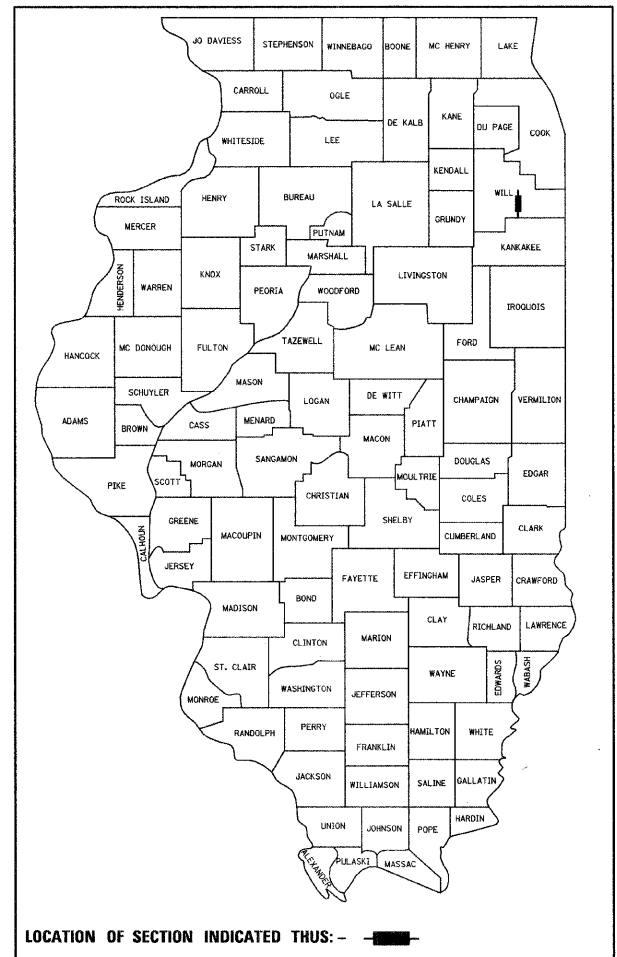 JO DAVIESS STEPHENSON WINNEBAGO BOONE MC HENRY LAKE
CARROLL OGLE
DE KALB KANE DU PAGE COOK
WHITESIDE LEE
KENDALL
ROCK ISLAND HENRY BUREAU LA SALLE WILL
MERCER GRUNDY
PUTNAM
STARK MARSHALL KANKAKEE
HENDERSON WARREN KNOX LIVINGSTON
PEORIA WOODFORD IROQUOIS
HANCOCK MC DONOUGH FULTON TAZEWELL MC LEAN FORD
MASON
SCHUYLER LOGAN DE WITT CHAMPAIGN VERMILION
ADAMS BROWN CASS MENARD PIATT
MACON
MORGAN SANGAMON DOUGLAS
PIKE SCOTT MOULTRIE EDGAR
CHRISTIAN COLES
GREENE SHELBY
CALHOUN MACOUPIN MONTGOMERY CUMBERLAND CLARK
JERSEY
FAYETTE EFFINGHAM JASPER CRAWFORD
MADISON BOND
CLAY RICHLAND LAWRENCE
CLINTON MARION
ST. CLAIR WAYNE EDWARDS WABASH
WASHINGTON JEFFERSON
MONROE
RANDOLPH PERRY HAMILTON WHITE
FRANKLIN
JACKSON WILLIAMSON SALINE GALLATIN
HARDIN
UNION JOHNSON POPE
ALEXANDER PULASKI MASSAC
LOCATION OF SECTION INDICATED THUS: -